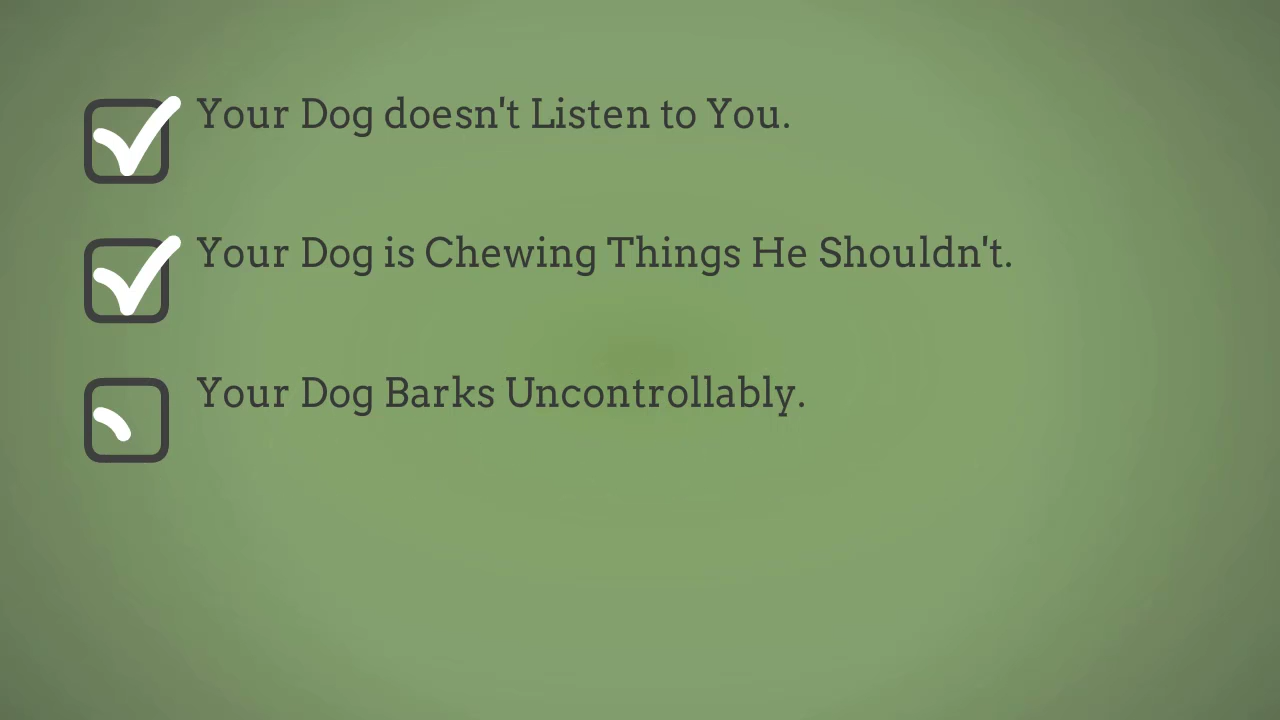 Your Dog doesn't Listen to You.
Your Dog is Chewing Things He Shouldn't.
Your Dog Barks Uncontrollably.